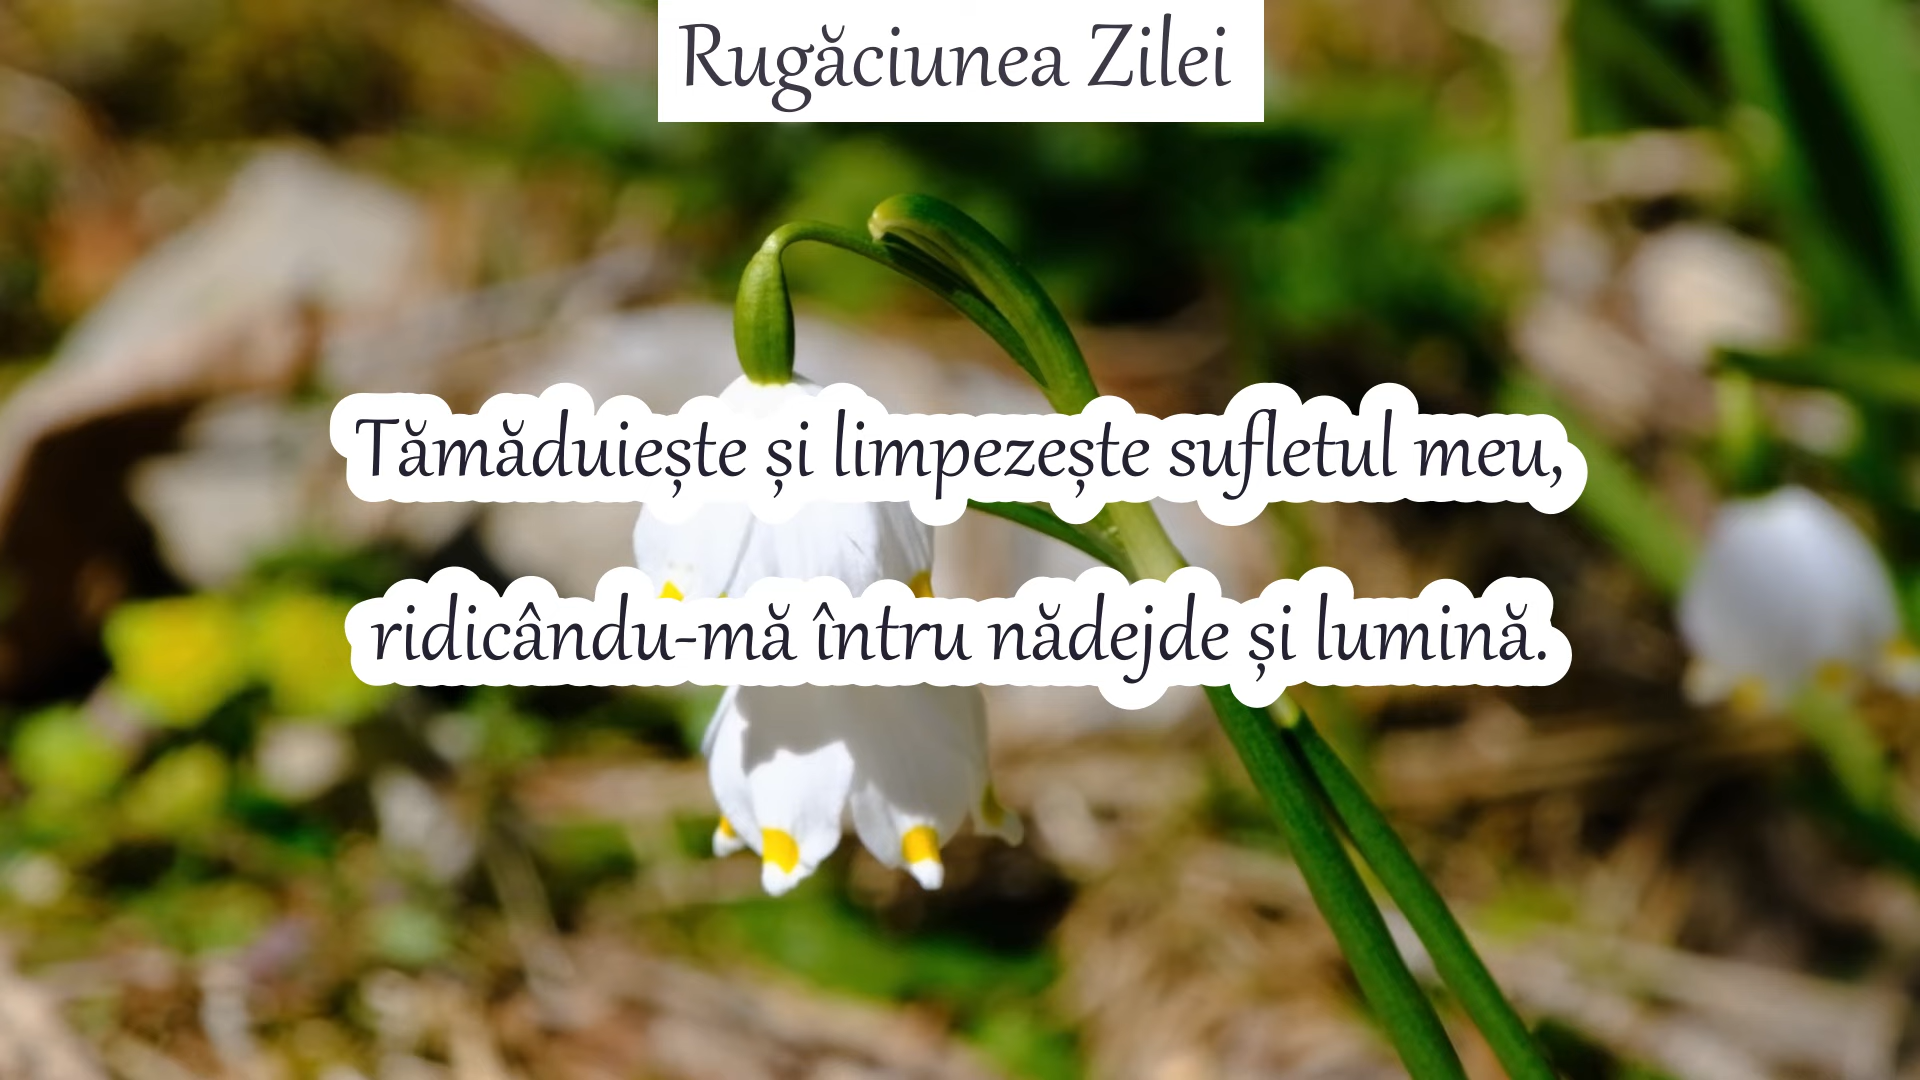 Rugăciunea Zilei
Tămăduiește și limpezește sufletul meu,
ridicându-mă întru nădejde și lumină.